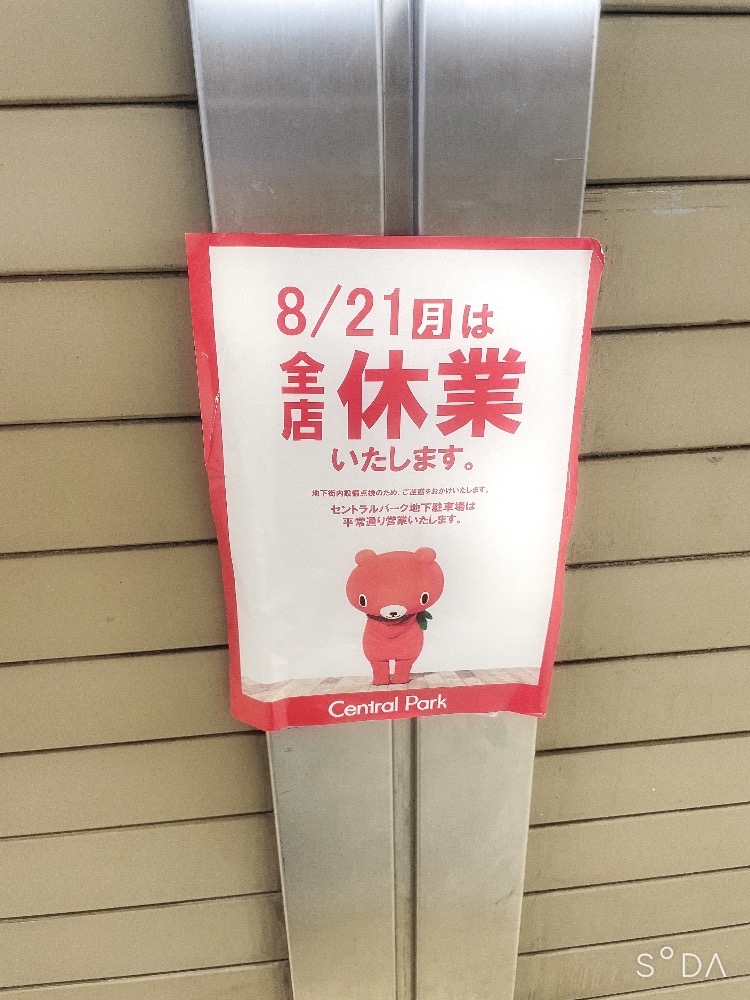 8/21月は
全店休業
いたします。
地下街内設備点検のため、ご迷惑をおかけいたします。
セントラルパーク地下駐車場は
平常通り営業いたします。
Central Park
S°DA